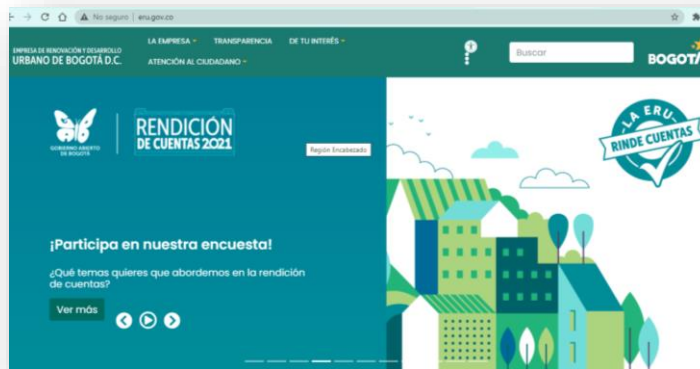 No seguro | eru.gov.co
EMPRESA DE RENOVACIÓN Y DESARROLLO
URBANO DE BOGOTÁ D.C.
LA EMPRESA
TRANSPARENCIA
DE TU INTERÉS
ATENCIÓN AL CIUDADANO
Buscar
BOGOTÁ
GOBIERNO ABIERTO
DE BOGOTÁ
RENDICIÓN
DE CUENTAS 2021
Región Encabezado
LA ERU
RINDE CUENTAS
¡Participa en nuestra encuesta!
¿Qué temas quieres que abordemos en la rendición
de cuentas?
Ver más